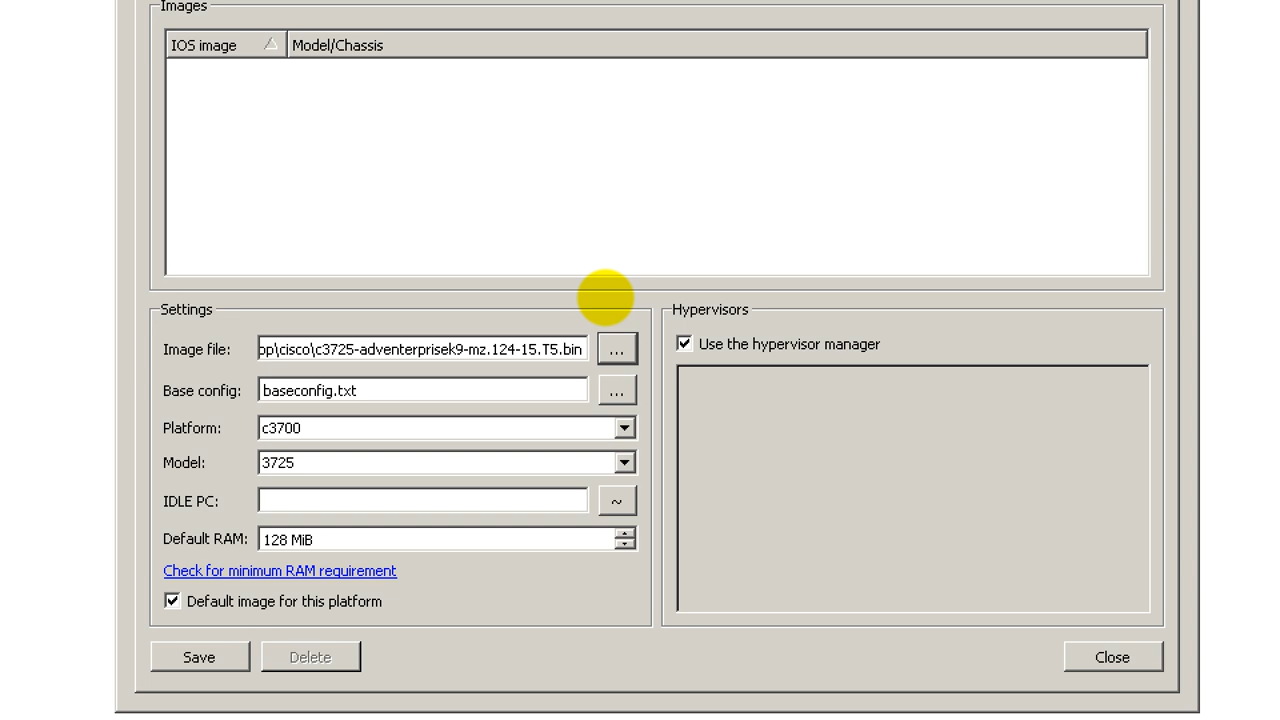 Images
IOS image Model/Chassis
Settings
Image file: pp\cisco\c3725-adventerprisek9-mz.124-15.T5.bin ...
Base config: baseconfig.txt ...
Platform: c3700
Model: 3725
IDLE PC: ~
Default RAM: 128 MiB
Check for minimum RAM requirement
Default image for this platform
Hypervisors
Use the hypervisor manager
Save Delete Close